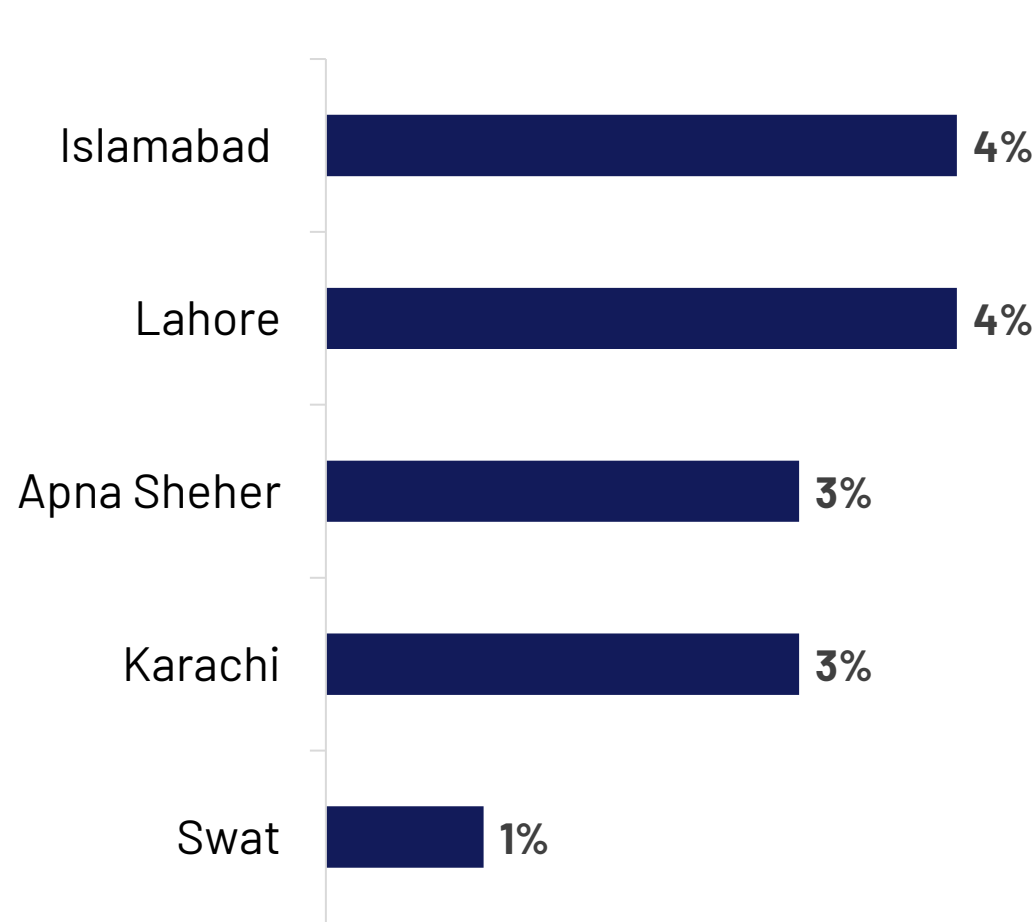 Islamabad 4%
Lahore 4%
Apna Sheher 3%
Karachi 3%
Swat 1%